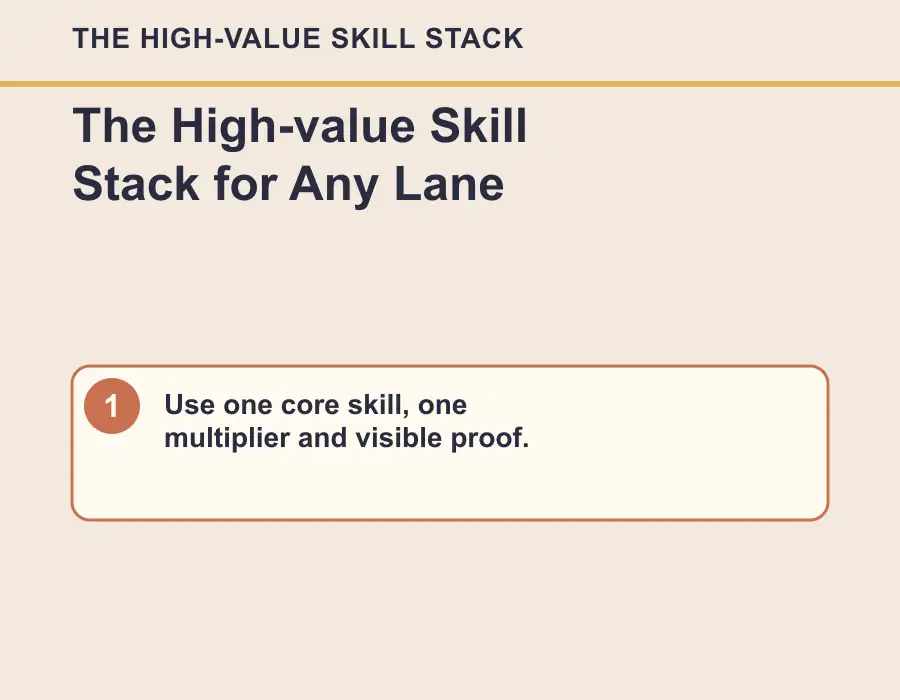 THE HIGH-VALUE SKILL STACK
The High-value Skill
Stack for Any Lane
1
Use one core skill, one
multiplier and visible proof.